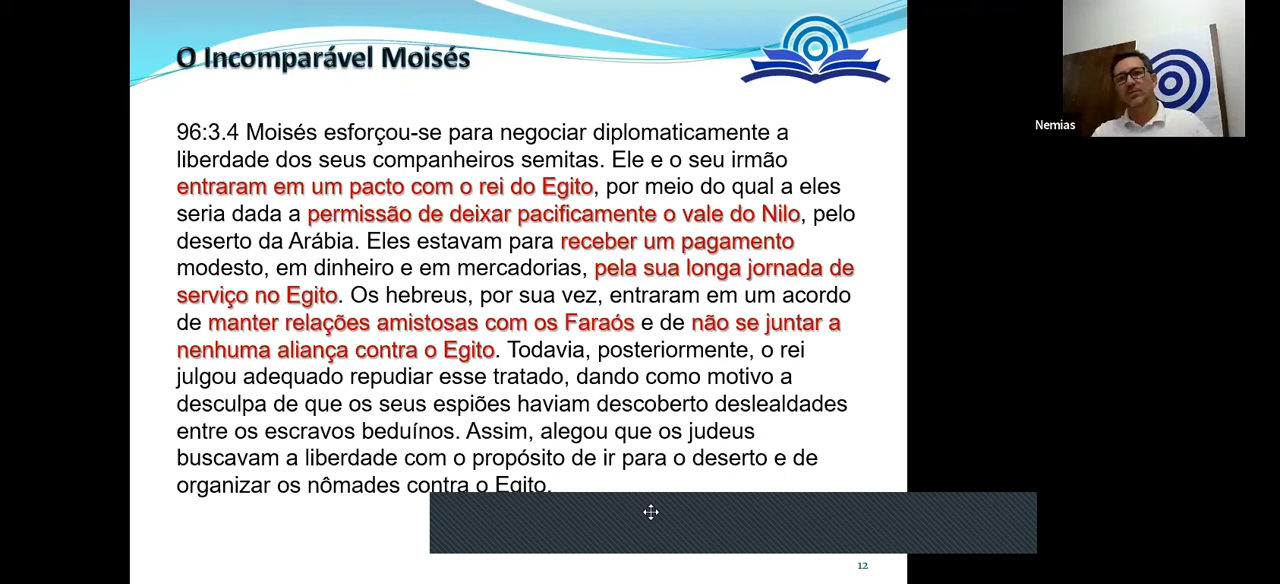 O Incomparável Moisés
Nemias
96:3.4 Moisés esforçou-se para negociar diplomaticamente a
liberdade dos seus companheiros semitas. Ele e o seu irmão
entraram em um pacto com o rei do Egito, por meio do qual a eles
seria dada a permissão de deixar pacificamente o vale do Nilo, pelo
deserto da Arábia. Eles estavam para receber um pagamento
modesto, em dinheiro e em mercadorias, pela sua longa jornada de
serviço no Egito. Os hebreus, por sua vez, entraram em um acordo
de manter relações amistosas com os Faraós e de não se juntar a
nenhuma aliança contra o Egito. Todavia, posteriormente, o rei
julgou adequado repudiar esse tratado, dando como motivo a
desculpa de que os seus espiões haviam descoberto deslealdades
entre os escravos beduínos. Assim, alegou que os judeus
buscavam a liberdade com o propósito de ir para o deserto e de
organizar os nômades contra o Egito.
12